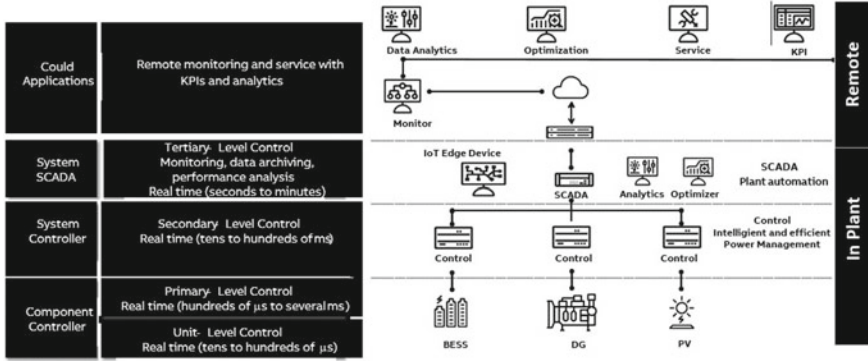 Data Analytics
Optimization
Service
KPI
Could
Applications
Remote monitoring and service with
KPIs and analytics
Monitor
Remote
System
SCADA
Tertiary- Level Control
Monitoring, data archiving,
performance analysis
Real time (seconds to minutes)
IoT Edge Device
SCADA
Analytics
Optimizer
SCADA
Plant automation
System
Controller
Secondary- Level Control
Real time (tens to hundreds of ms)
Control
Control
Control
Control
Intelligient and efficient
Power Management
In Plant
Component
Controller
Primary- Level Control
Real time (hundreds of µs to several ms)
Unit- Level Control
Real time (tens to hundreds of µs)
BESS
DG
PV